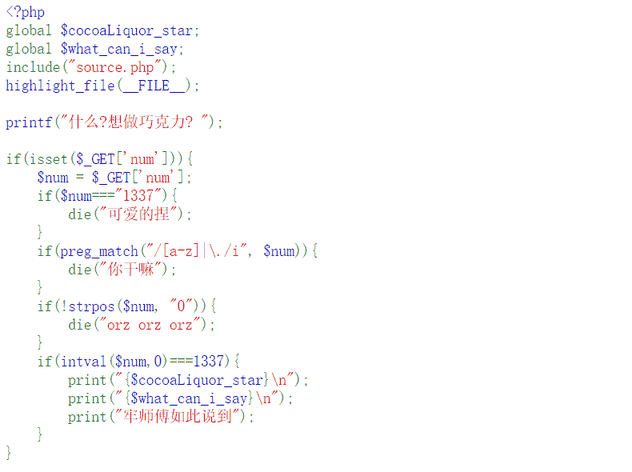 <?php
global $cocoaLiquor_star;
global $what_can_i_say;
include("source.php");
highlight_file(__FILE__);
printf("什么?想做巧克力? ");
if(isset($_GET['num'])){
    $num = $_GET['num'];
    if($num==="1337"){
        die("可爱的捏");
    }
    if(preg_match("/[a-z]|\./i", $num)){
        die("你干嘛");
    }
    if(!strpos($num, "0")){
        die("orz orz orz");
    }
    if(intval($num,0)===1337){
        print("{$cocoaLiquor_star}\n");
        print("{$what_can_i_say}\n");
        print("牢师傅如此说到");
    }
}